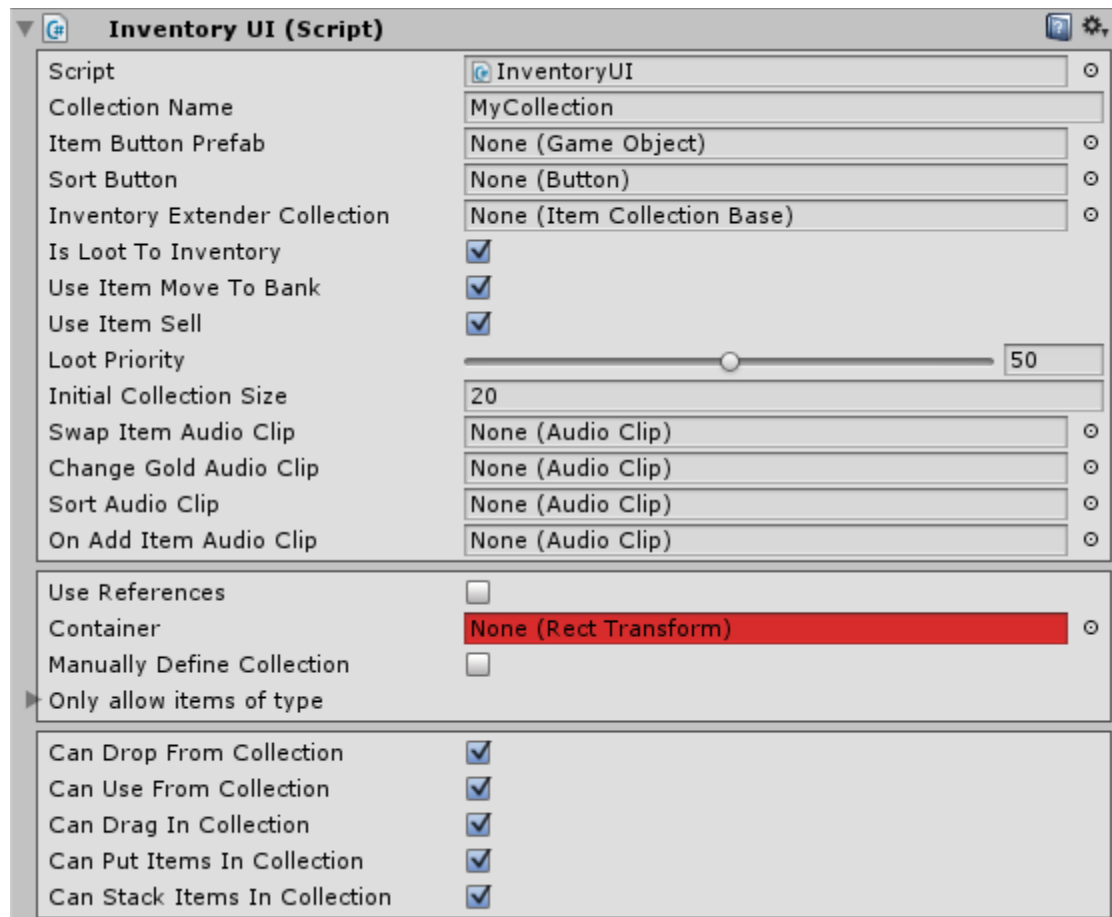 Inventory UI (Script)
Script InventoryUI
Collection Name MyCollection
Item Button Prefab None (Game Object)
Sort Button None (Button)
Inventory Extender Collection None (Item Collection Base)
Is Loot To Inventory
Use Item Move To Bank
Use Item Sell
Loot Priority 50
Initial Collection Size 20
Swap Item Audio Clip None (Audio Clip)
Change Gold Audio Clip None (Audio Clip)
Sort Audio Clip None (Audio Clip)
On Add Item Audio Clip None (Audio Clip)
Use References
Container None (Rect Transform)
Manually Define Collection
Only allow items of type
Can Drop From Collection
Can Use From Collection
Can Drag In Collection
Can Put Items In Collection
Can Stack Items In Collection